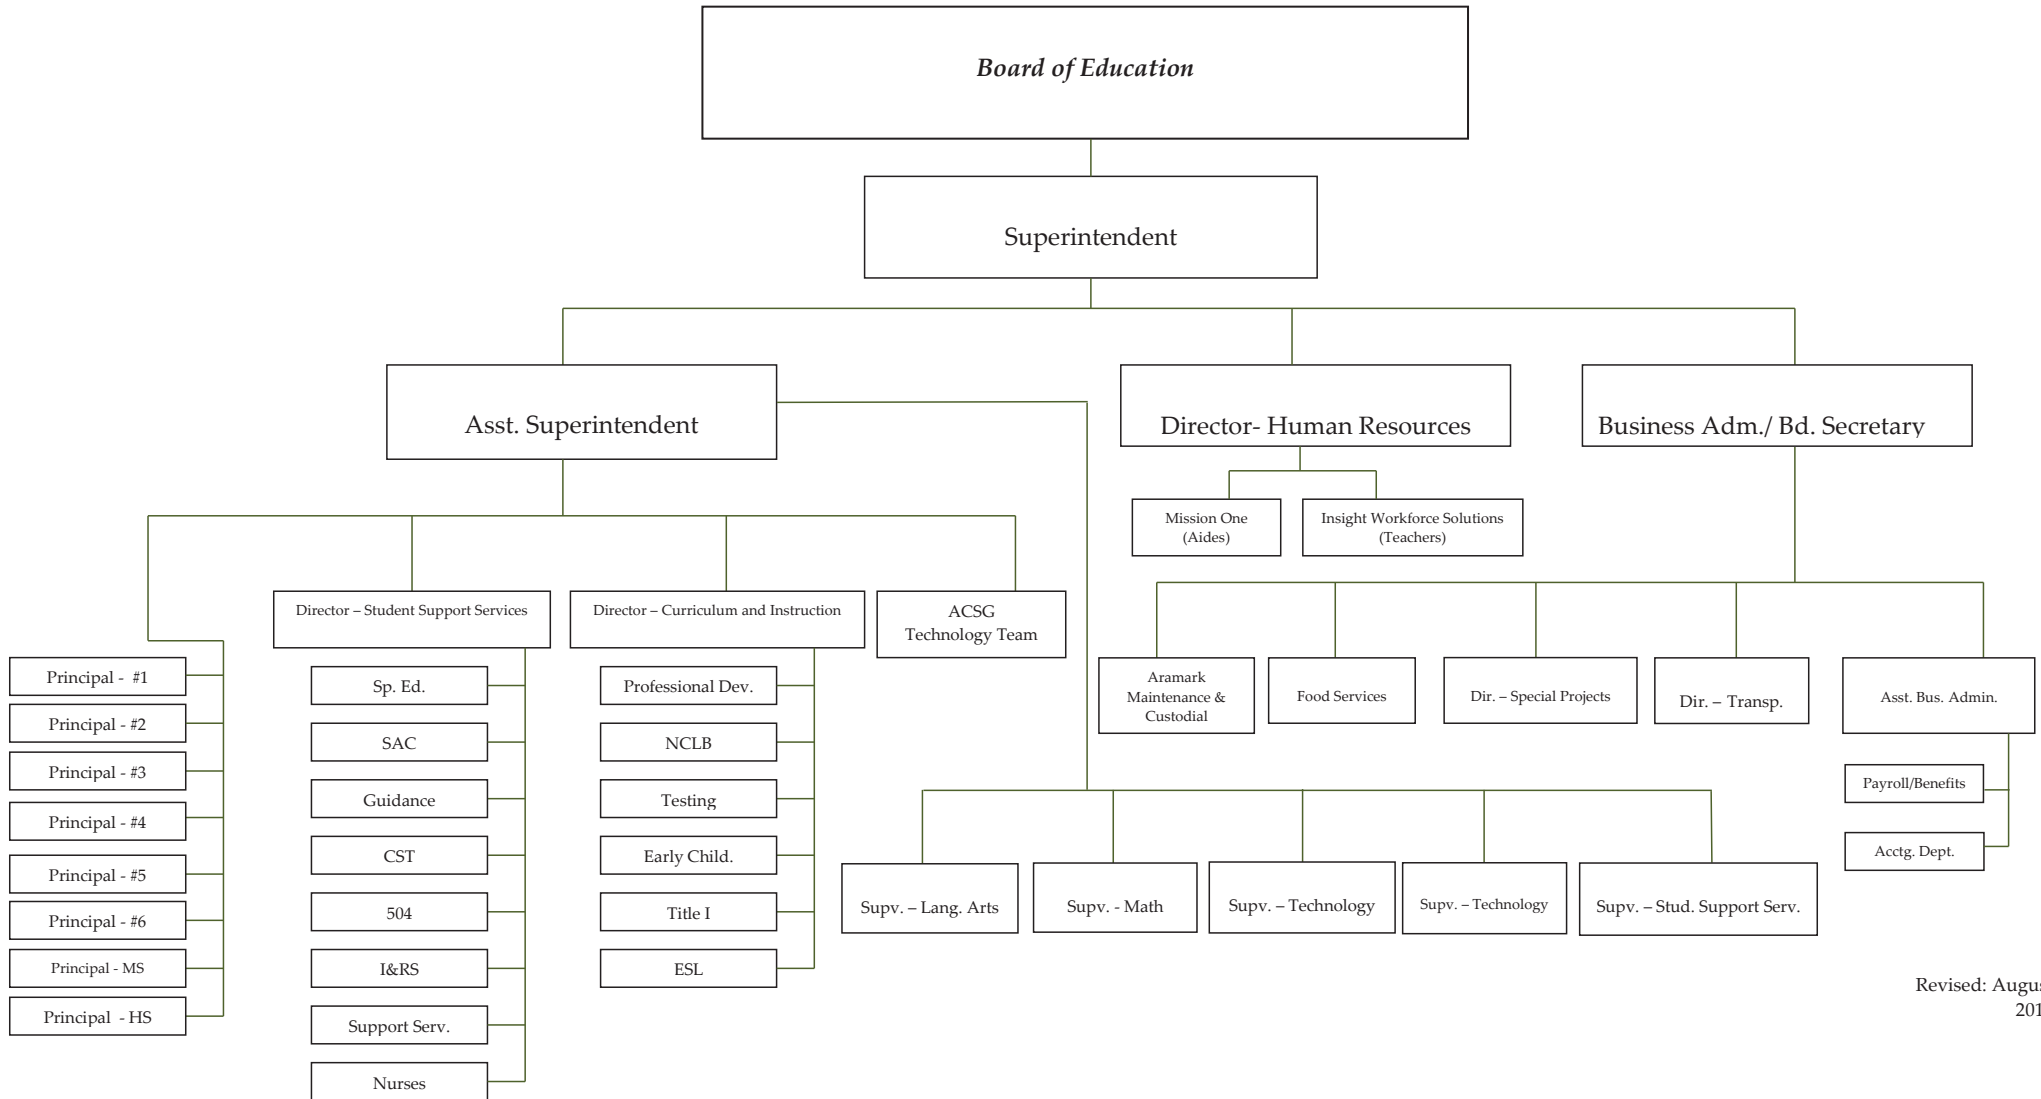 Board of Education
Superintendent
Asst. Superintendent
Director- Human Resources
Business Adm./ Bd. Secretary
Mission One
(Aides)
Insight Workforce Solutions
(Teachers)
Director – Student Support Services
Director – Curriculum and Instruction
ACSG
Technology Team
Principal - #1
Principal - #2
Principal - #3
Principal - #4
Principal - #5
Principal - #6
Principal - MS
Principal - HS
Sp. Ed.
SAC
Guidance
CST
504
I&RS
Support Serv.
Nurses
Professional Dev.
NCLB
Testing
Early Child.
Title I
ESL
Aramark
Maintenance &
Custodial
Food Services
Dir. – Special Projects
Dir. – Transp.
Asst. Bus. Admin.
Payroll/Benefits
Acctg. Dept.
Supv. – Lang. Arts
Supv. - Math
Supv. – Technology
Supv. – Technology
Supv. – Stud. Support Serv.
Revised: